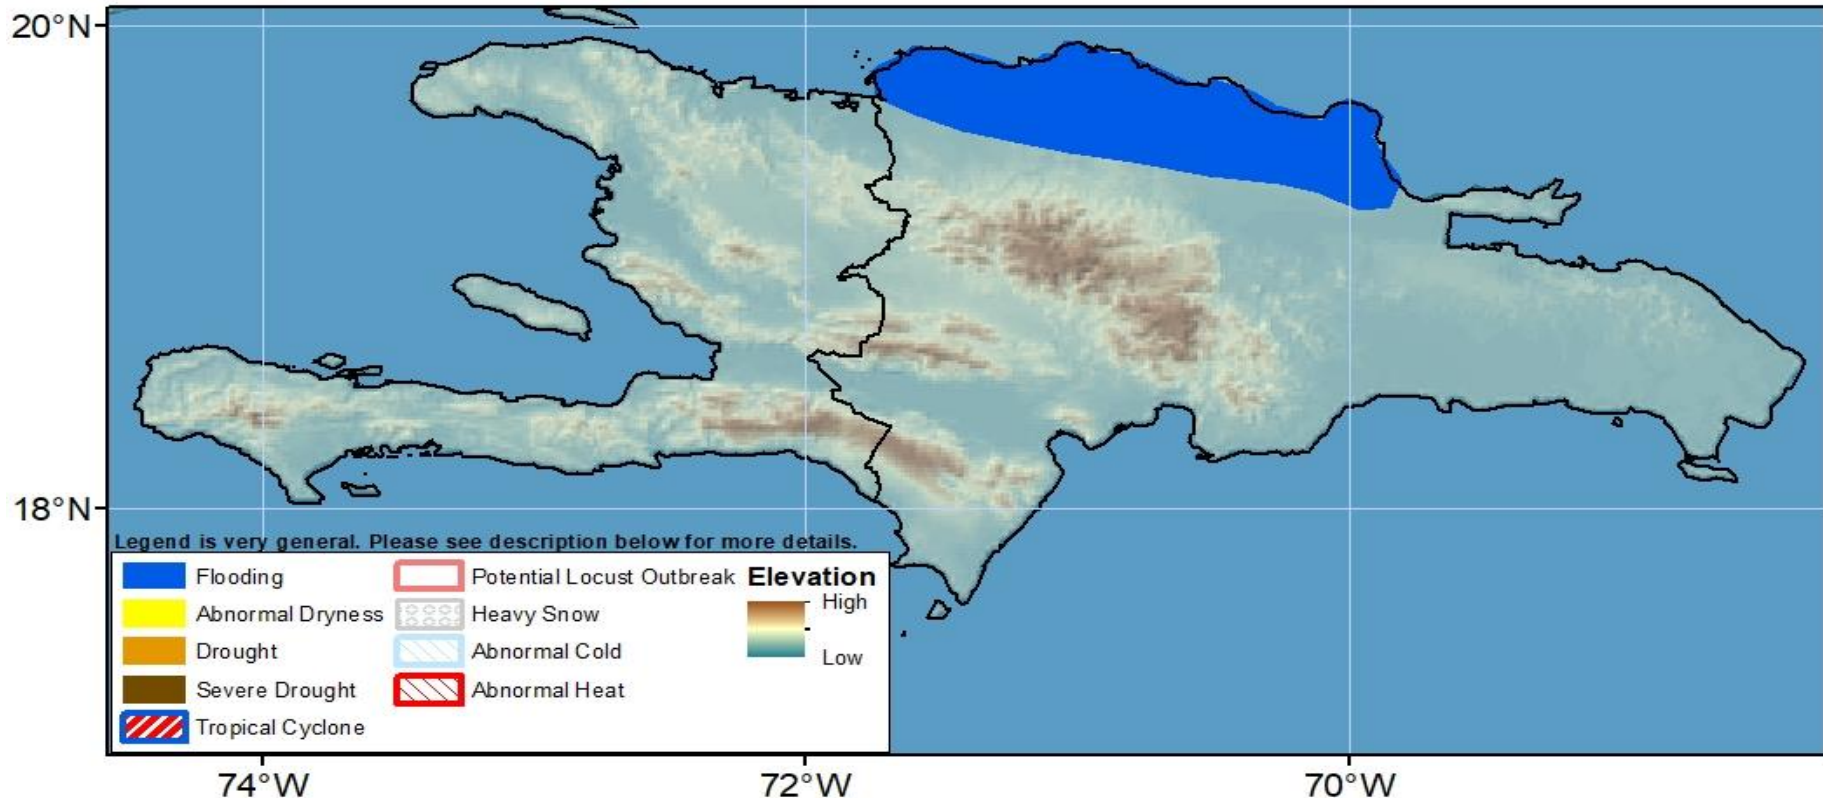 20°N
18°N
Legend is very general. Please see description below for more details.
Flooding
Abnormal Dryness
Drought
Severe Drought
Tropical Cyclone
Potential Locust Outbreak
Heavy Snow
Abnormal Cold
Abnormal Heat
Elevation
High
Low
74°W
72°W
70°W